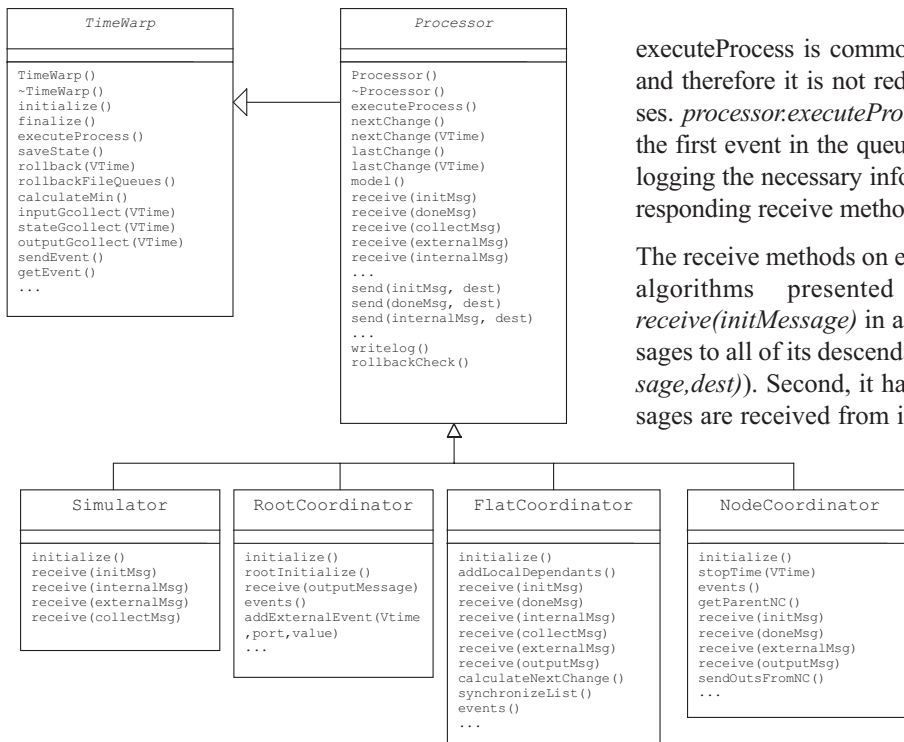 TimeWarp
TimeWarp()
~TimeWarp()
initialize()
finalize()
executeProcess()
saveState()
rollback(VTime)
rollbackFileQueues()
calculateMin()
inputGcollect(VTime)
stateGcollect(VTime)
outputGcollect(VTime)
sendEvent()
getEvent()
...
Processor
Processor()
~Processor()
executeProcess()
nextChange()
nextChange(VTime)
lastChange()
lastChange(VTime)
model()
receive(initMsg)
receive(doneMsg)
receive(collectMsg)
receive(externalMsg)
receive(internalMsg)
...
send(initMsg, dest)
send(doneMsg, dest)
send(internalMsg, dest)
...
writelog()
rollbackCheck()
executeProcess is commo
and therefore it is not red
ses. processor.executePro
the first event in the queu
logging the necessary info
responding receive metho
The receive methods on e
algorithms presented
receive(initMessage) in a
sages to all of its descenda
sage,dest)). Second, it ha
sages are received from i
Simulator
initialize()
receive(initMsg)
receive(internalMsg)
receive(externalMsg)
receive(collectMsg)
RootCoordinator
initialize()
rootInitialize()
receive(outputMessage)
events()
addExternalEvent(Vtime
,port,value)
...
FlatCoordinator
initialize()
addLocalDependants()
receive(initMsg)
receive(doneMsg)
receive(internalMsg)
receive(collectMsg)
receive(externalMsg)
receive(outputMsg)
calculateNextChange()
synchronizeList()
events()
...
NodeCoordinator
initialize()
stopTime(VTime)
events()
getParentNC()
receive(initMsg)
receive(doneMsg)
receive(externalMsg)
receive(outputMsg)
sendOutsFromNC()
...